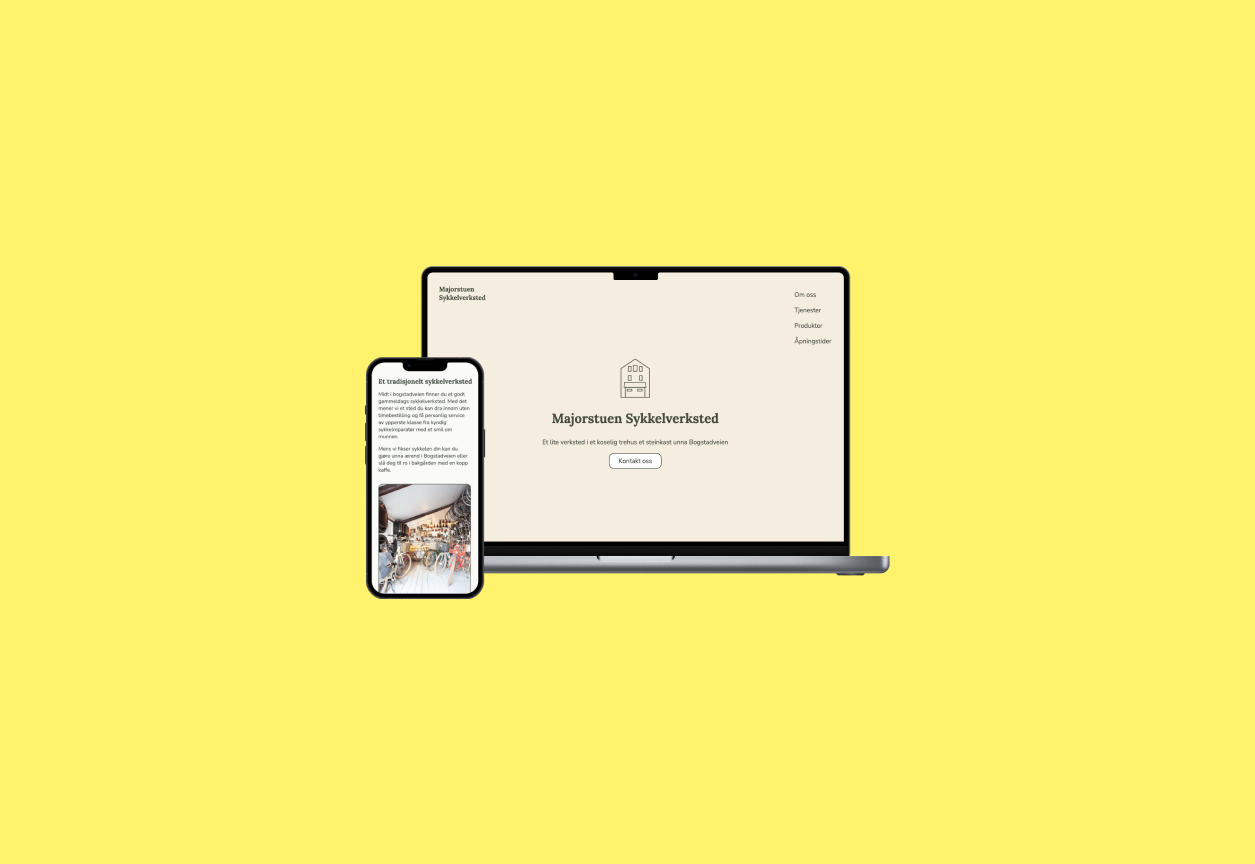 Majorstuen
Sykkelverksted
Om oss
Tjenester
Produkter
Åpningstider
Majorstuen Sykkelverksted
Et lite verksted i et koselig trehus et steinkast unna Bogstadveien
Kontakt oss
Et tradisjonelt sykkelverksted
Midt i bogstadveien finner du et godt
gammeldags sykkelverksted. Med det
mener vi et sted du kan dra innom uten
timebestilling og få personlig service
av ypperste klasse fra kyndig
sykkelreparatør med et smil om
munnen.
Mens vi fikser sykkelen din kan du
gjøre unna ærend i Bogstadveien eller
slå deg til ro i bakgården med en kopp
kaffe.